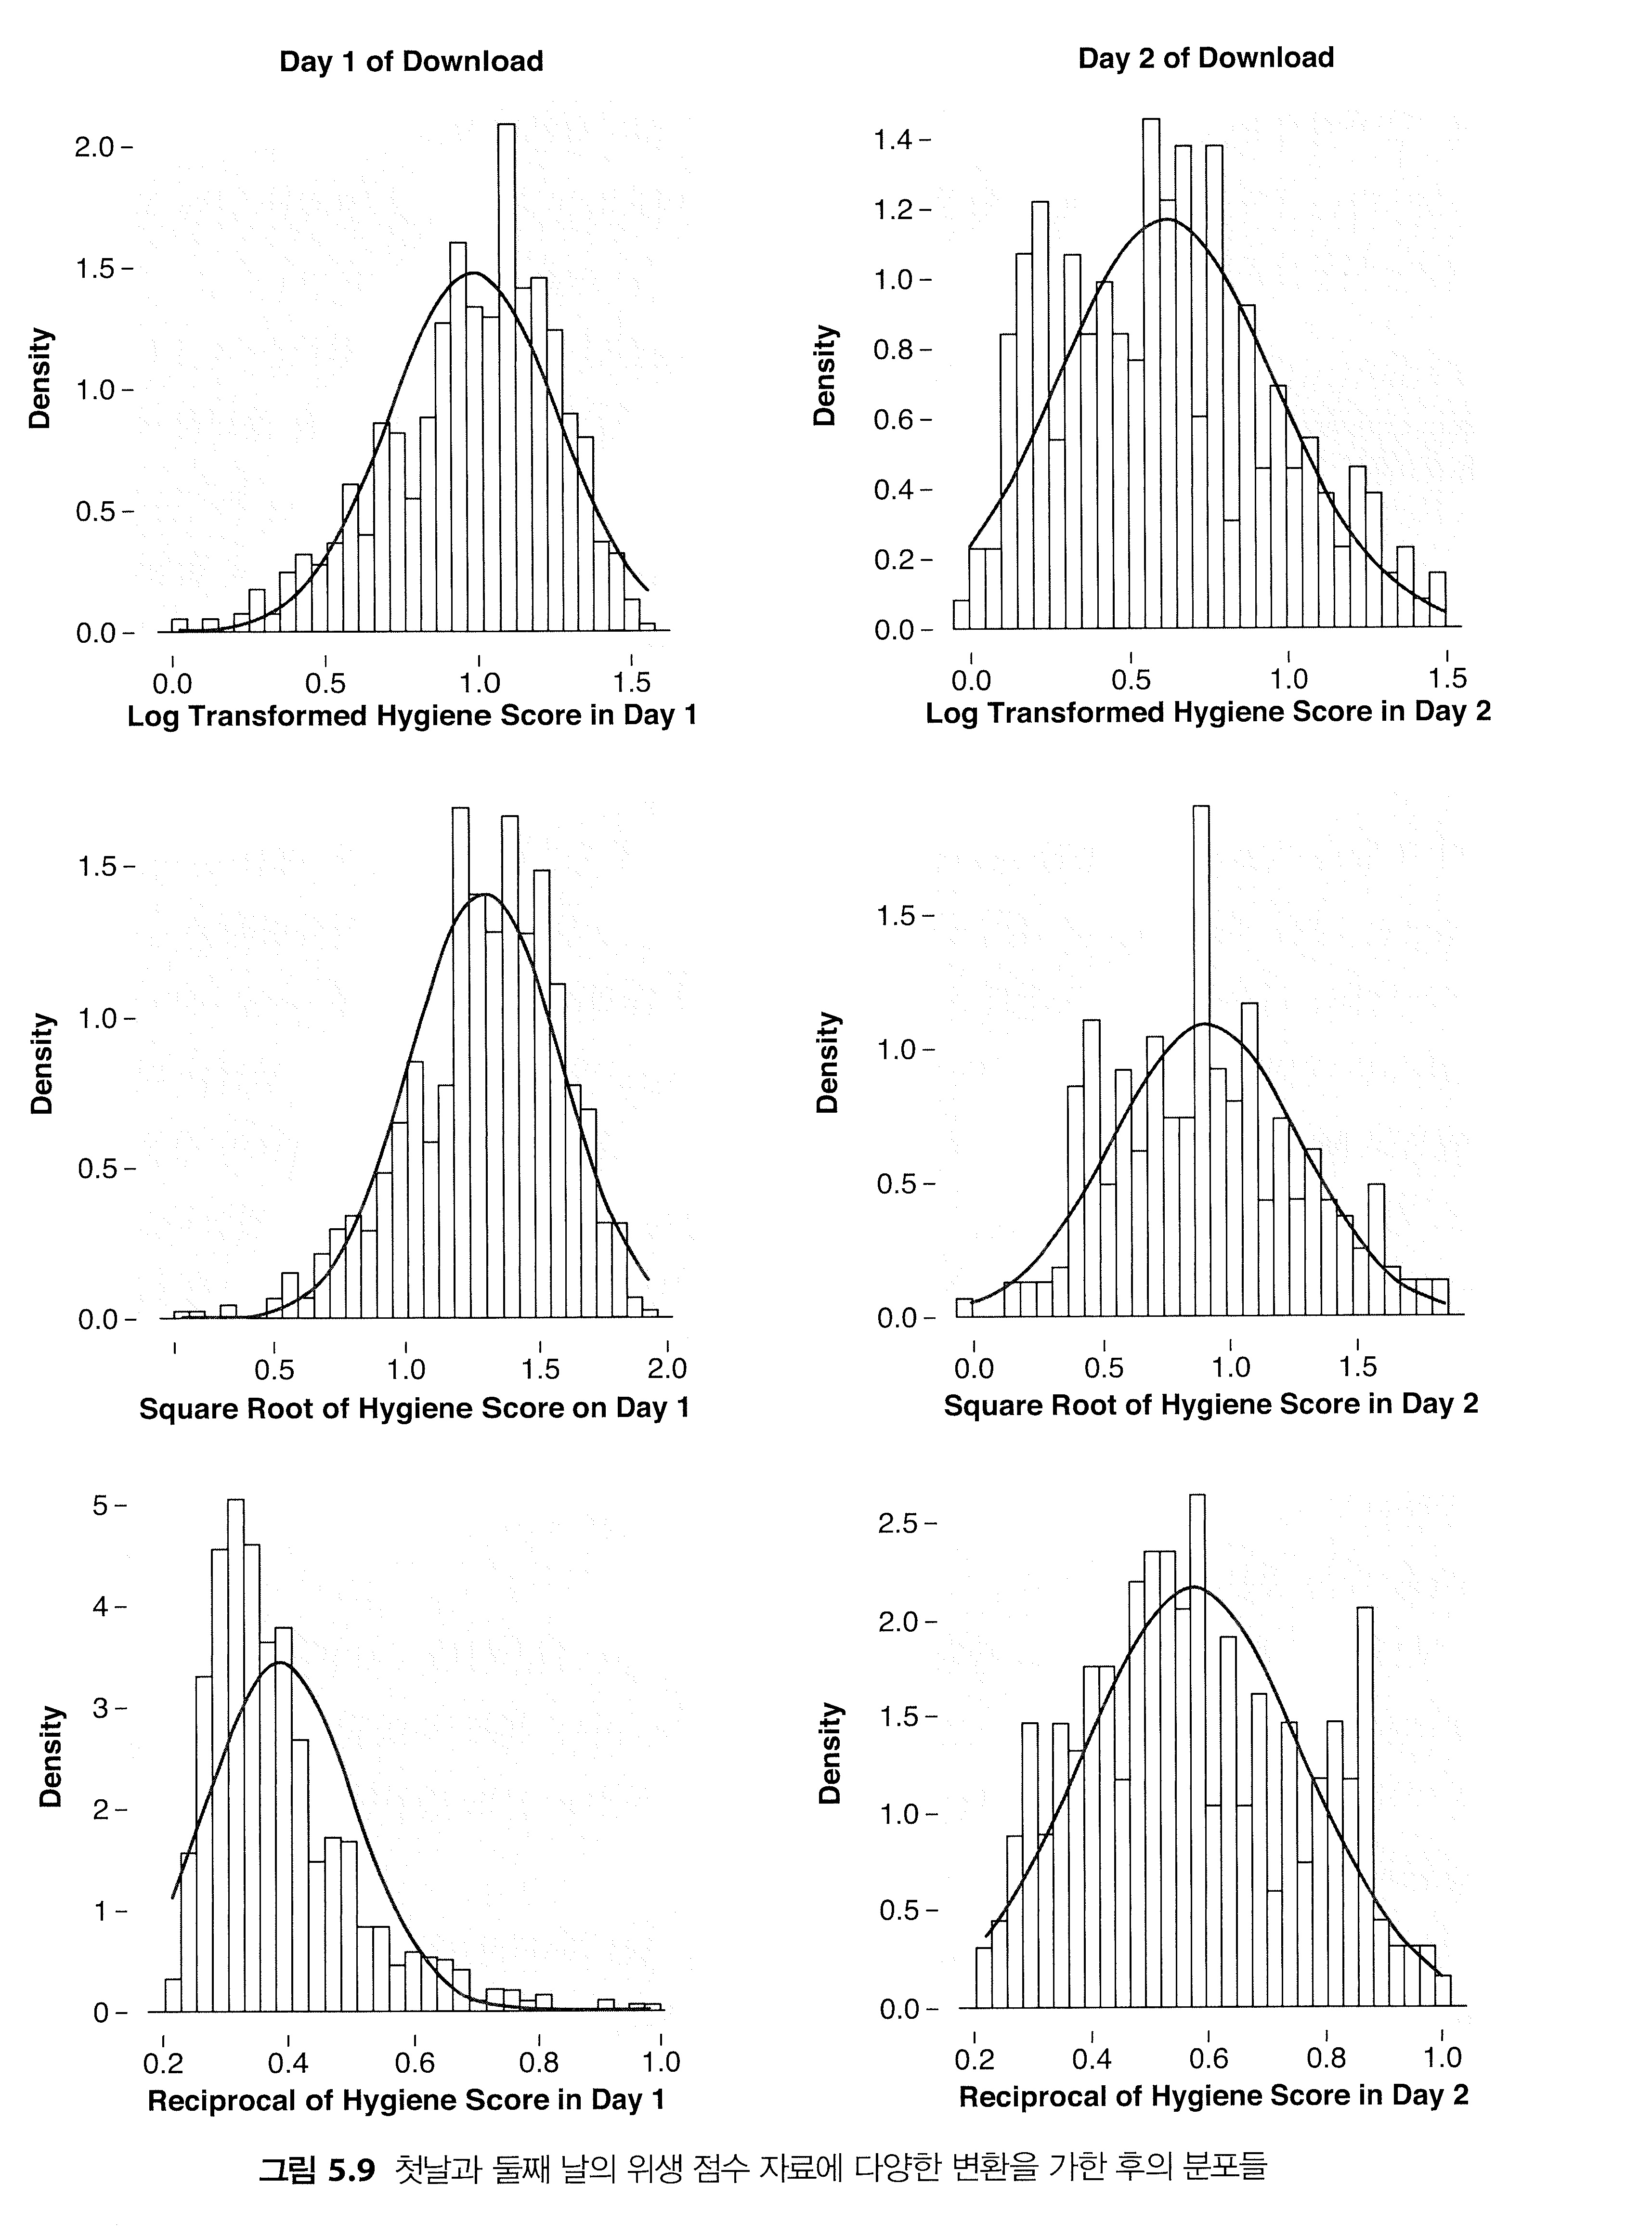 Day 1 of Download
Day 2 of Download
2.0
1.5
1.0
0.5
0.0
Density
0.0 0.5 1.0 1.5
Log Transformed Hygiene Score in Day 1
1.4
1.2
1.0
0.8
0.6
0.4
0.2
0.0
Density
0.0 0.5 1.0 1.5
Log Transformed Hygiene Score in Day 2
1.5
1.0
0.5
0.0
Density
0.5 1.0 1.5 2.0
Square Root of Hygiene Score on Day 1
1.5
1.0
0.5
0.0
Density
0.0 0.5 1.0 1.5
Square Root of Hygiene Score in Day 2
5
4
3
2
1
0
Density
0.2 0.4 0.6 0.8 1.0
Reciprocal of Hygiene Score in Day 1
2.5
2.0
1.5
1.0
0.5
0.0
Density
0.2 0.4 0.6 0.8 1.0
Reciprocal of Hygiene Score in Day 2
그림 5.9 첫날과 둘째 날의 위생 점수 자료에 다양한 변환을 가한 후의 분포들